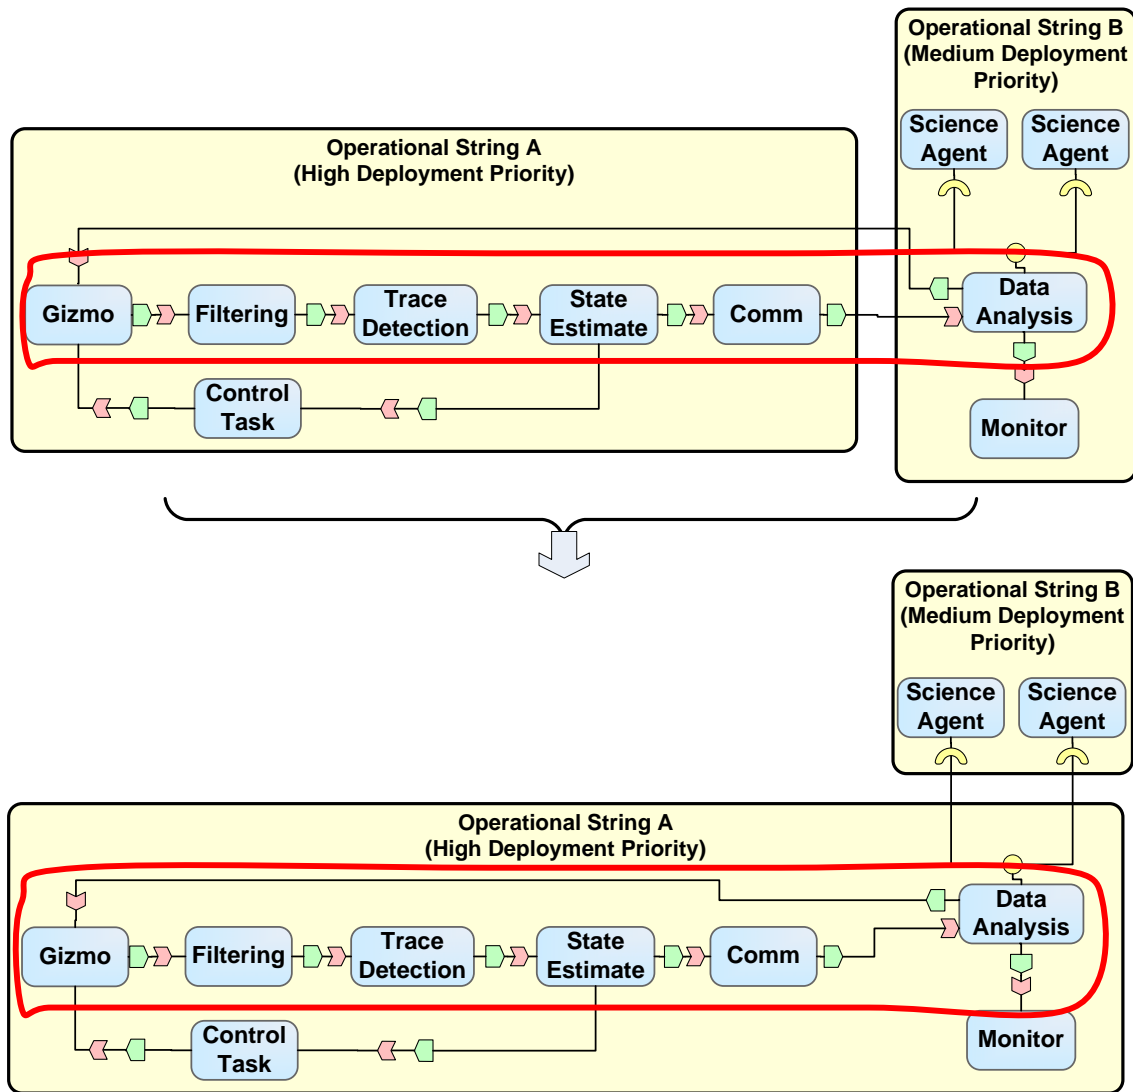 Operational String B
(Medium Deployment
Priority)
Science
Agent
Science
Agent
Operational String A
(High Deployment Priority)
Gizmo
Filtering
Trace
Detection
State
Estimate
Comm
Data
Analysis
Control
Task
Monitor
Operational String B
(Medium Deployment
Priority)
Science
Agent
Science
Agent
Operational String A
(High Deployment Priority)
Gizmo
Filtering
Trace
Detection
State
Estimate
Comm
Data
Analysis
Control
Task
Monitor